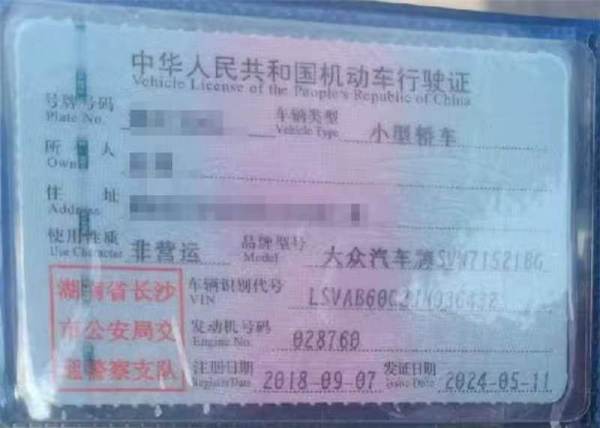 中华人民共和国机动车行驶证
Vehicle License of the People's Republic of China
号牌号码 车辆类型 小型轿车
Plate No. Vehicle Type
所有人
Owner
住址
Address
使用性质 非营运 品牌型号 大众汽车牌
Use Character Model
湖南省长沙
市公安局交
通警察支队
车辆识别代号
VIN
发动机号码 028760
Engine No.
注册日期 2018-09-07 发证日期 2024-05-11
Register Date Issue Date